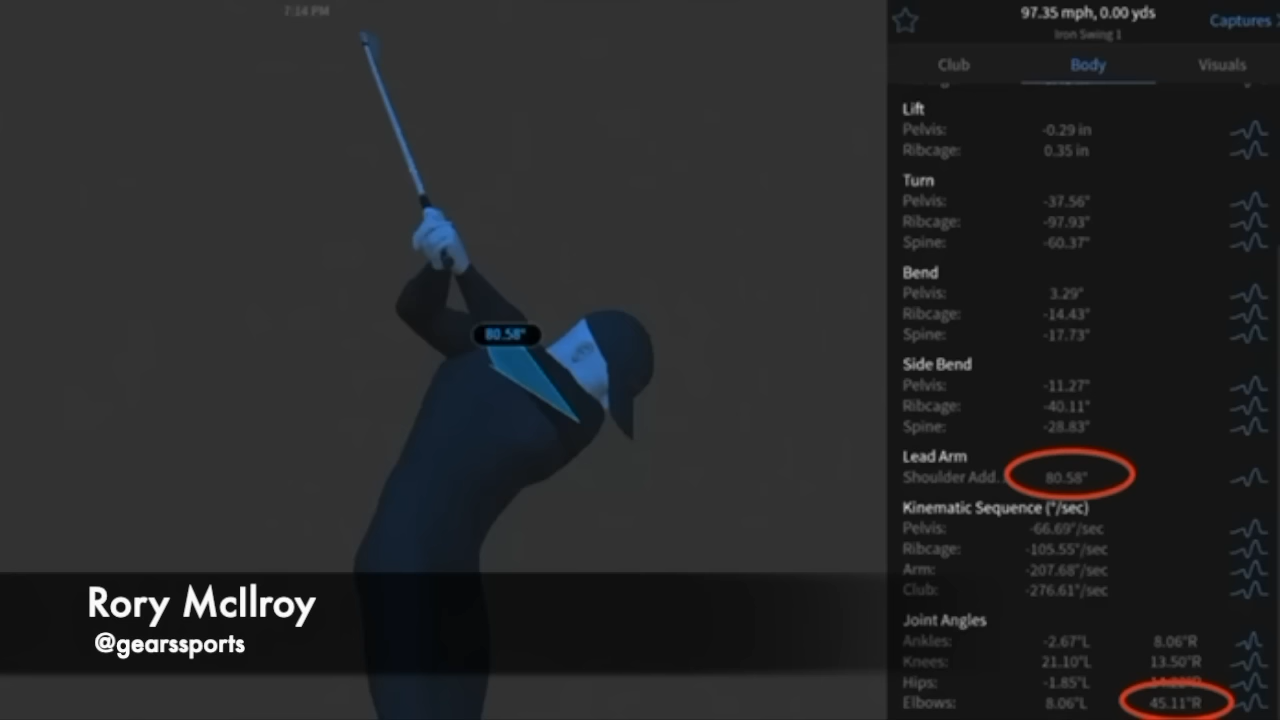 7:14 PM
97.35 mph, 0.00 yds
Captures
Iron Swing 1
Club Body Visuals
Lift
Pelvis: -0.29 in
Ribcage: 0.35 in
Turn
Pelvis: -37.56°
Ribcage: -97.93°
Spine: -60.37°
Bend
Pelvis: 3.29°
Ribcage: -14.43°
Spine: -17.73°
Side Bend
Pelvis: -11.27°
Ribcage: -40.11°
Spine: -28.83°
Lead Arm
Shoulder Add. 80.58°
Kinematic Sequence (°/sec)
Pelvis: -66.69°/sec
Ribcage: -105.55°/sec
Arm: -207.68°/sec
Club: -276.61°/sec
Joint Angles
Ankles: -2.67°L 8.06°R
Knees: 21.10°L 13.50°R
Hips: -1.85°L
Elbows: 8.06°L 45.11°R
80.58°
Rory McIlroy
@gearssports